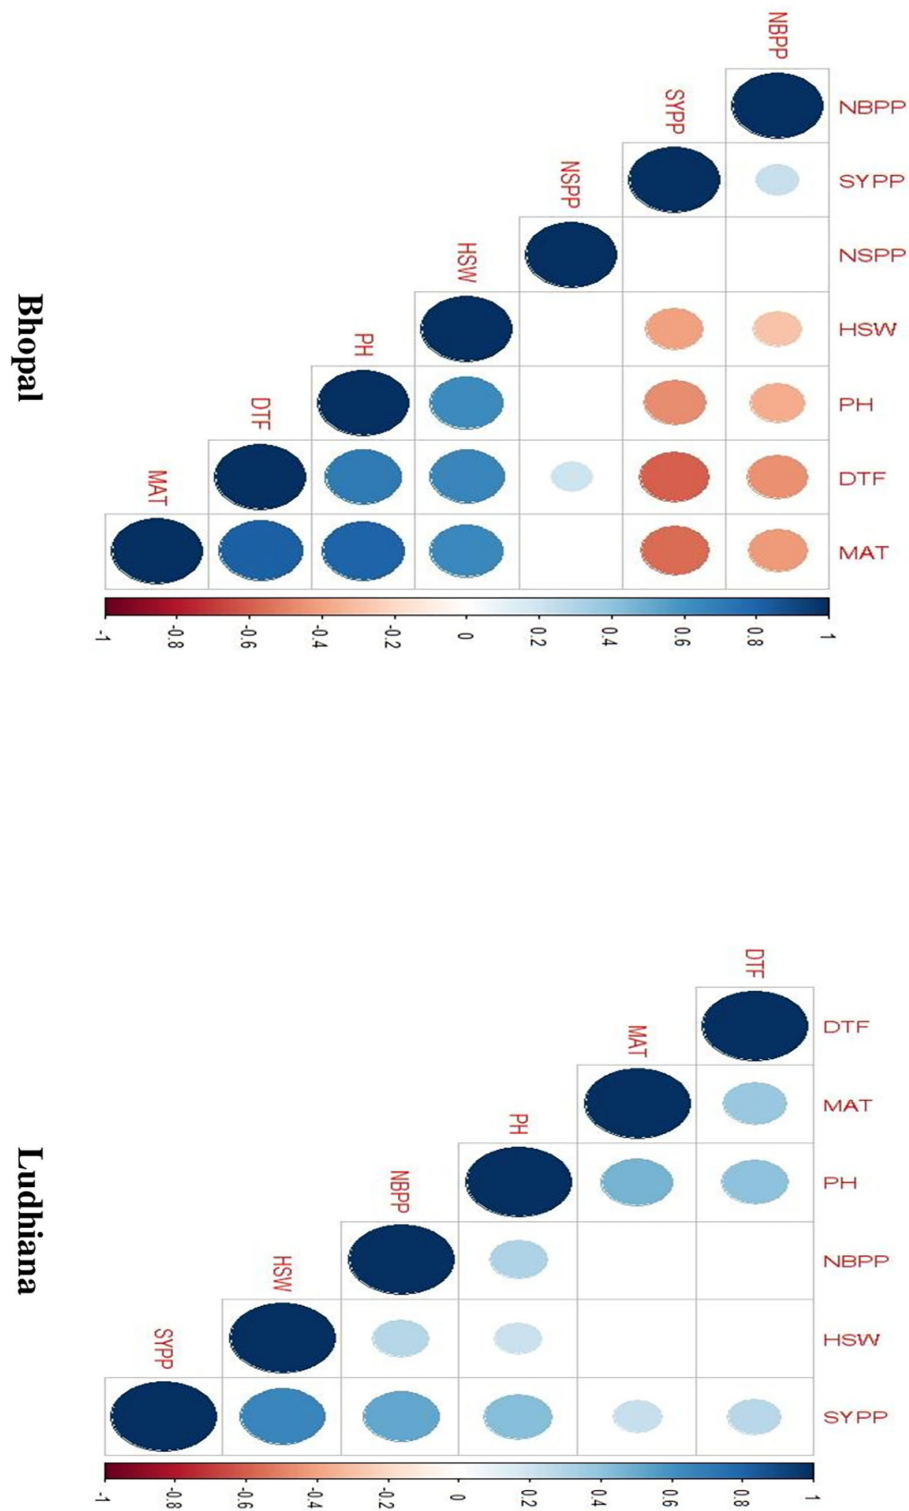 Bhopal
NBPP
SYPP
NSPP
HSW
PH
DTF
MAT
NBPP
SYPP
NSPP
HSW
PH
DTF
MAT
-1 -0.8 -0.6 -0.4 -0.2 0 0.2 0.4 0.6 0.8 1
Ludhiana
DTF
MAT
PH
NBPP
HSW
SYPP
DTF
MAT
PH
NBPP
HSW
SYPP
-1 -0.8 -0.6 -0.4 -0.2 0 0.2 0.4 0.6 0.8 1